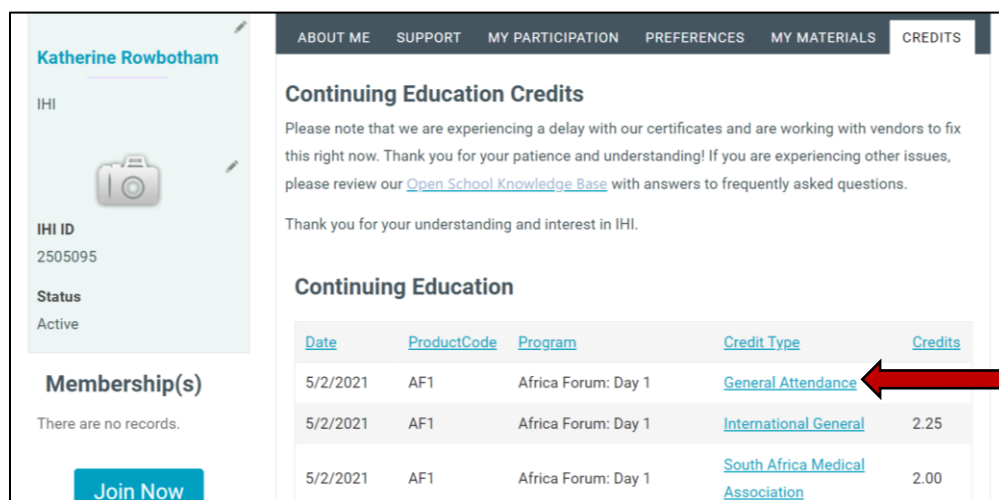 Katherine Rowbotham
IHI
IHI ID
2505095
Status
Active
Membership(s)
There are no records.
Join Now
ABOUT ME SUPPORT MY PARTICIPATION PREFERENCES MY MATERIALS CREDITS
Continuing Education Credits
Please note that we are experiencing a delay with our certificates and are working with vendors to fix
this right now. Thank you for your patience and understanding! If you are experiencing other issues,
please review our Open School Knowledge Base with answers to frequently asked questions.
Thank you for your understanding and interest in IHI.
Continuing Education
Date ProductCode Program Credit Type Credits
5/2/2021 AF1 Africa Forum: Day 1 General Attendance
5/2/2021 AF1 Africa Forum: Day 1 International General 2.25
5/2/2021 AF1 Africa Forum: Day 1 South Africa Medical 2.00
Association